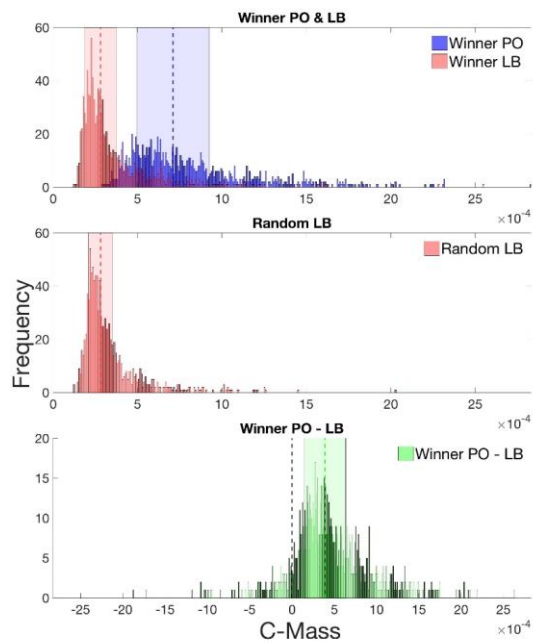 Winner PO & LB
Winner PO
Winner LB
60
40
20
0
0 5 10 15 20 25
×10⁻⁴
Random LB
Random LB
60
40
20
0
0 5 10 15 20 25
×10⁻⁴
Frequency
Winner PO - LB
Winner PO - LB
20
15
10
5
0
-25 -20 -15 -10 -5 0 5 10 15 20 25
×10⁻⁴
C-Mass